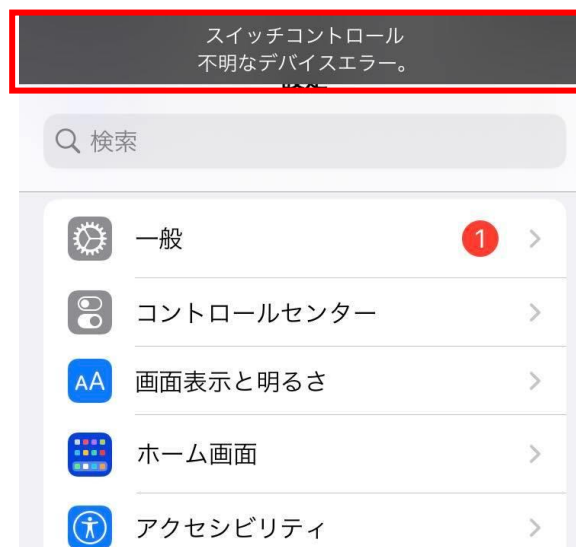 スイッチコントロール
不明なデバイスエラー。
検索
一般
1
コントロールセンター
AA
画面表示と明るさ
ホーム画面
アクセシビリティ